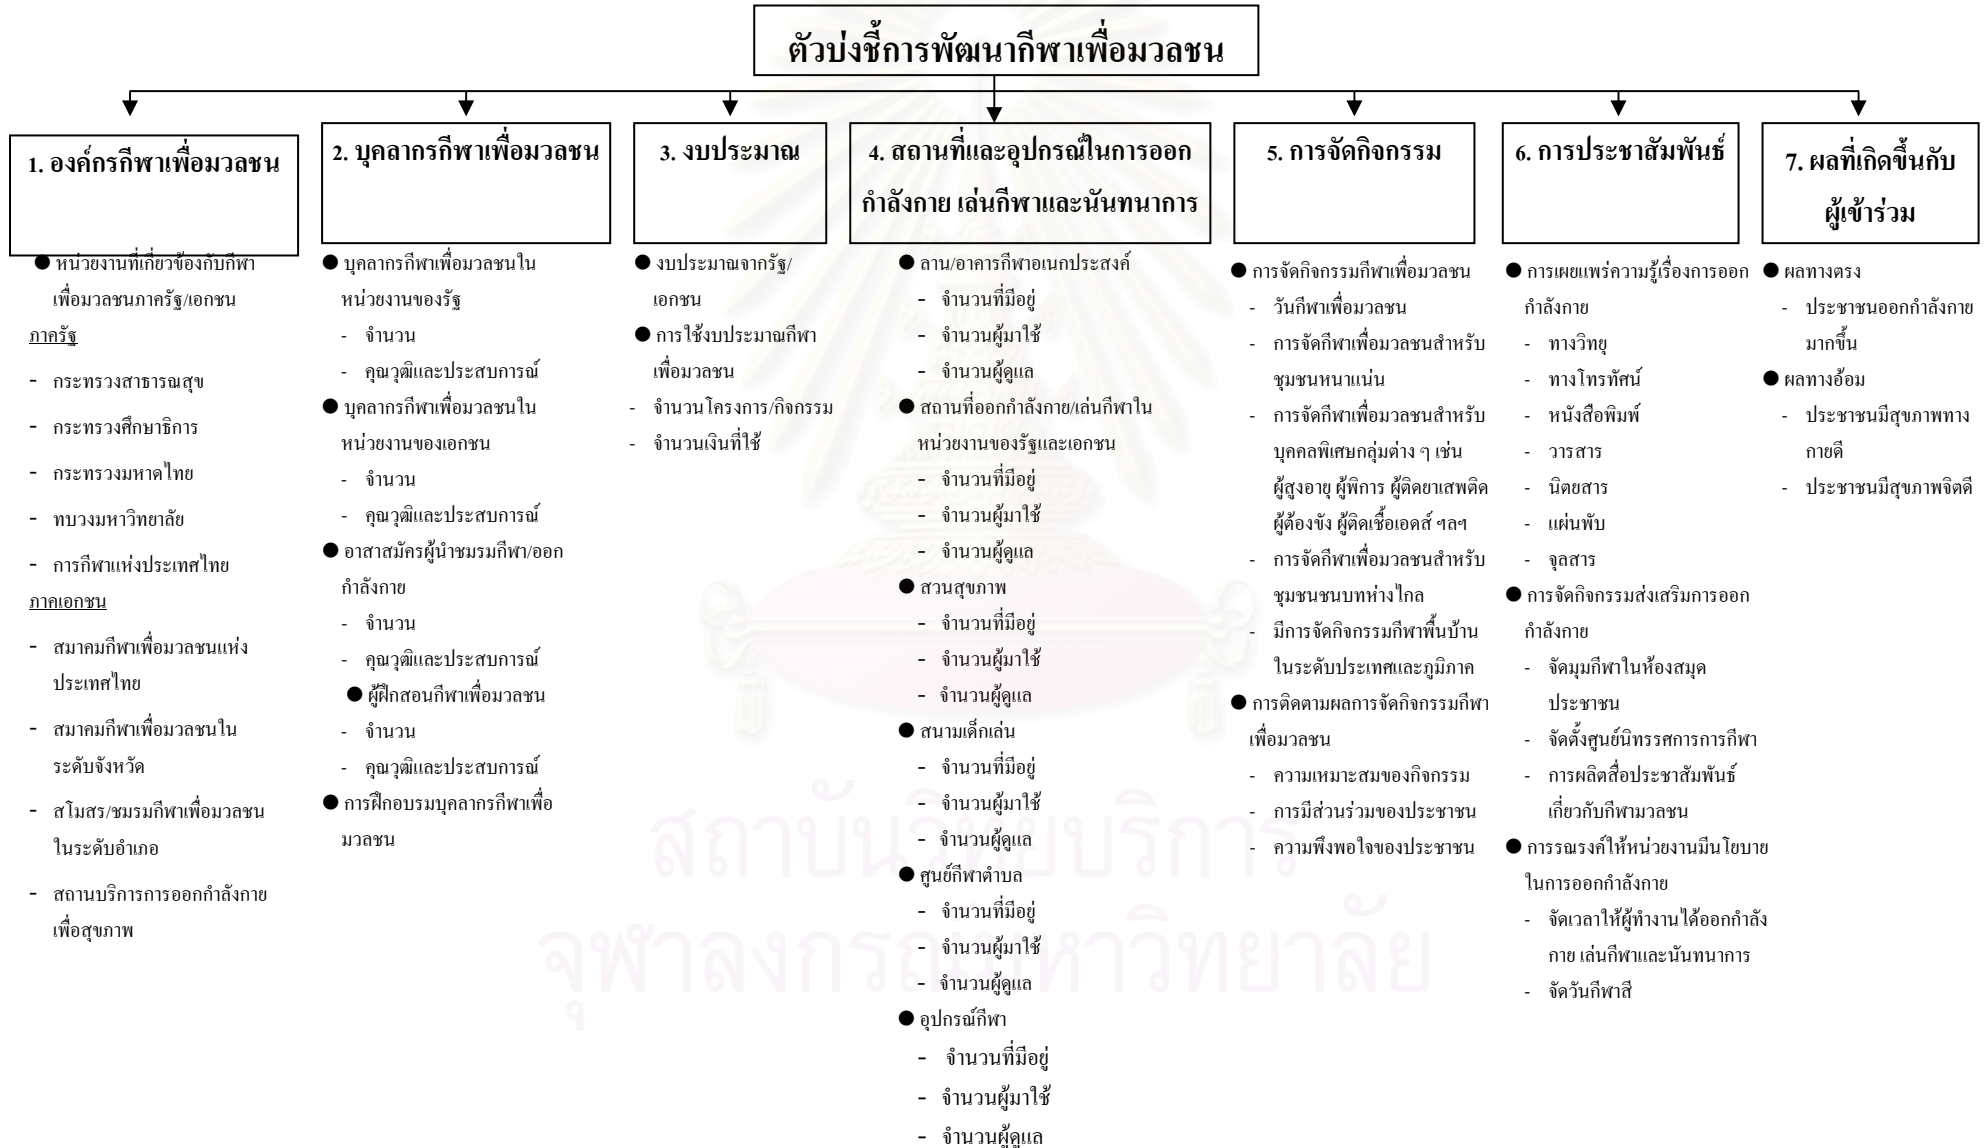 ตัวบ่งชี้การพัฒนากีฬาเพื่อมวลชน
1. องค์กรกีฬาเพื่อมวลชน
● หน่วยงานที่เกี่ยวข้องกับกีฬา
เพื่อมวลชนภาครัฐ/เอกชน
ภาครัฐ
- กระทรวงสาธารณสุข
- กระทรวงศึกษาธิการ
- กระทรวงมหาดไทย
- ทบวงมหาวิทยาลัย
- การกีฬาแห่งประเทศไทย
ภาคเอกชน
- สมาคมกีฬาเพื่อมวลชนแห่ง
ประเทศไทย
- สมาคมกีฬาเพื่อมวลชนใน
ระดับจังหวัด
- สโมสร/ชมรมกีฬาเพื่อมวลชน
ในระดับอำเภอ
- สถานบริการการออกกำลังกาย
เพื่อสุขภาพ
2. บุคลากรกีฬาเพื่อมวลชน
● บุคลากรกีฬาเพื่อมวลชนใน
หน่วยงานของรัฐ
- จำนวน
- คุณวุฒิและประสบการณ์
● บุคลากรกีฬาเพื่อมวลชนใน
หน่วยงานของเอกชน
- จำนวน
- คุณวุฒิและประสบการณ์
● อาสาสมัครผู้นำชมรมกีฬา/ออก
กำลังกาย
- จำนวน
- คุณวุฒิและประสบการณ์
● ผู้ฝึกสอนกีฬาเพื่อมวลชน
- จำนวน
- คุณวุฒิและประสบการณ์
● การฝึกอบรมบุคลากรกีฬาเพื่อ
มวลชน
3. งบประมาณ
● งบประมาณจากรัฐ/
เอกชน
● การใช้งบประมาณกีฬา
เพื่อมวลชน
- จำนวนโครงการ/กิจกรรม
- จำนวนเงินที่ใช้
4. สถานที่และอุปกรณ์ในการออก
กำลังกาย เล่นกีฬาและนันทนาการ
● ลาน/อาคารกีฬาอเนกประสงค์
- จำนวนที่มีอยู่
- จำนวนผู้มาใช้
- จำนวนผู้ดูแล
● สถานที่ออกกำลังกาย/เล่นกีฬาใน
หน่วยงานของรัฐและเอกชน
- จำนวนที่มีอยู่
- จำนวนผู้มาใช้
- จำนวนผู้ดูแล
● สวนสุขภาพ
- จำนวนที่มีอยู่
- จำนวนผู้มาใช้
- จำนวนผู้ดูแล
● สนามเด็กเล่น
- จำนวนที่มีอยู่
- จำนวนผู้มาใช้
- จำนวนผู้ดูแล
● ศูนย์กีฬาตำบล
- จำนวนที่มีอยู่
- จำนวนผู้มาใช้
- จำนวนผู้ดูแล
● อุปกรณ์กีฬา
- จำนวนที่มีอยู่
- จำนวนผู้มาใช้
- จำนวนผู้ดูแล
5. การจัดกิจกรรม
● การจัดกิจกรรมกีฬาเพื่อมวลชน
- วันกีฬาเพื่อมวลชน
- การจัดกีฬาเพื่อมวลชนสำหรับ
ชุมชนหนาแน่น
- การจัดกีฬาเพื่อมวลชนสำหรับ
บุคคลพิเศษกลุ่มต่าง ๆ เช่น
ผู้สูงอายุ ผู้พิการ ผู้ติดยาเสพติด
ผู้ต้องขัง ผู้ติดเชื้อเอดส์ ฯลฯ
- การจัดกีฬาเพื่อมวลชนสำหรับ
ชุมชนชนบทห่างไกล
- มีการจัดกิจกรรมกีฬาพื้นบ้าน
ในระดับประเทศและภูมิภาค
● การติดตามผลการจัดกิจกรรมกีฬา
เพื่อมวลชน
- ความเหมาะสมของกิจกรรม
- การมีส่วนร่วมของประชาชน
- ความพึงพอใจของประชาชน
6. การประชาสัมพันธ์
● การเผยแพร่ความรู้เรื่องการออก
กำลังกาย
- ทางวิทยุ
- ทางโทรทัศน์
- หนังสือพิมพ์
- วารสาร
- นิตยสาร
- แผ่นพับ
- จุลสาร
● การจัดกิจกรรมส่งเสริมการออก
กำลังกาย
- จัดมุมกีฬาในห้องสมุด
ประชาชน
- จัดตั้งศูนย์นิทรรศการการกีฬา
- การผลิตสื่อประชาสัมพันธ์
เกี่ยวกับกีฬามวลชน
● การรณรงค์ให้หน่วยงานมีนโยบาย
ในการออกกำลังกาย
- จัดเวลาให้ผู้ทำงานได้ออกกำลัง
กาย เล่นกีฬาและนันทนาการ
- จัดวันกีฬาสี
7. ผลที่เกิดขึ้นกับ
ผู้เข้าร่วม
● ผลทางตรง
- ประชาชนออกกำลังกาย
มากขึ้น
● ผลทางอ้อม
- ประชาชนมีสุขภาพทาง
กายดี
- ประชาชนมีสุขภาพจิตดี
สถาบันวิทยบริการ
จุฬาลงกรณ์มหาวิทยาลัย